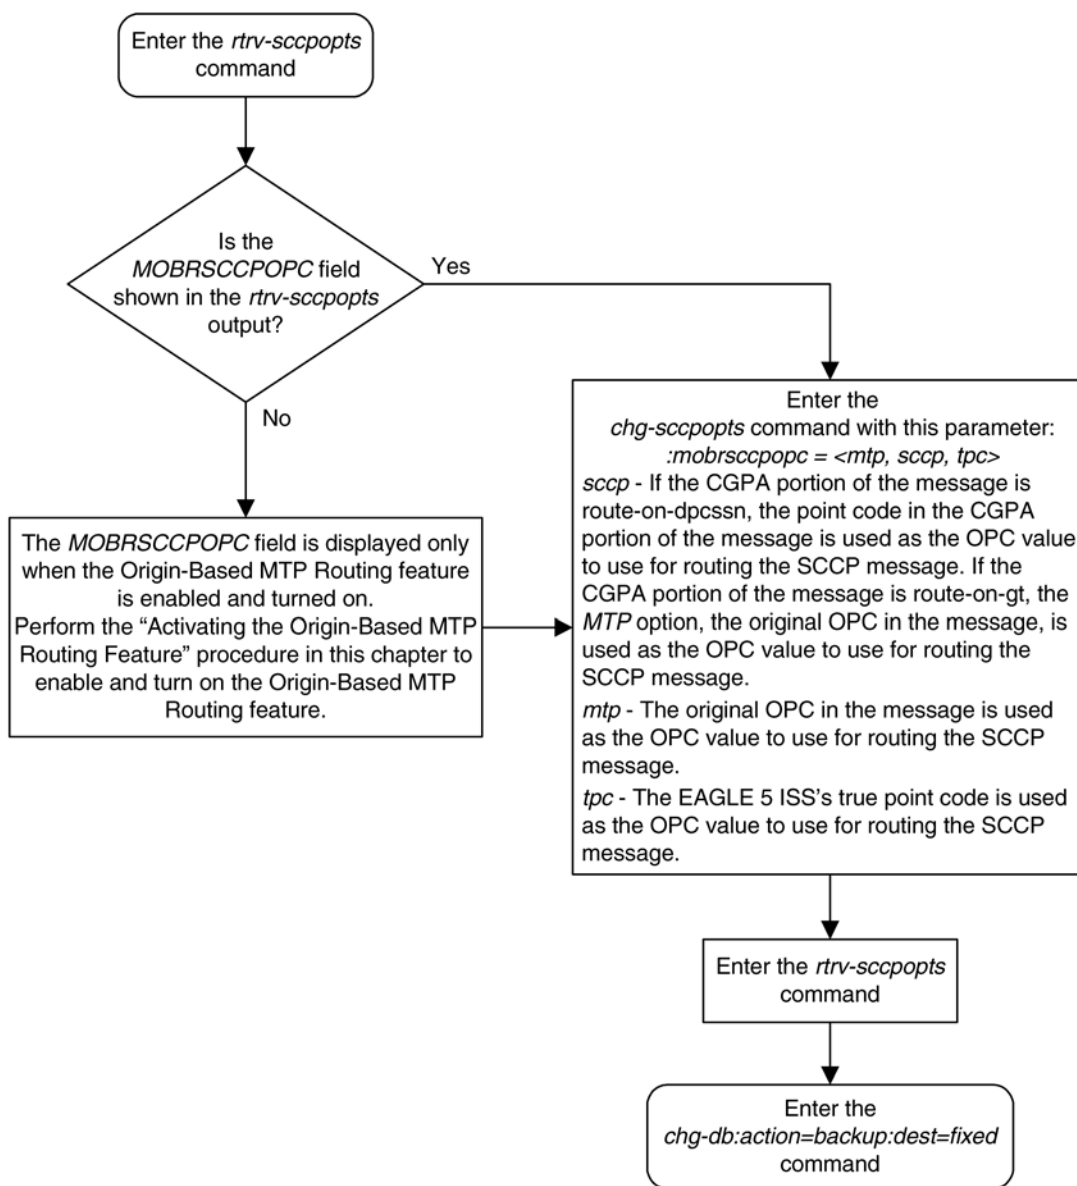 Enter the rtrv-sccpopts
command
Is the
MOBRSCCPOPC field
shown in the rtrv-sccpopts
output?
Yes
No
The MOBRSCCPOPC field is displayed only
when the Origin-Based MTP Routing feature
is enabled and turned on.
Perform the “Activating the Origin-Based MTP
Routing Feature” procedure in this chapter to
enable and turn on the Origin-Based MTP
Routing feature.
Enter the
chg-sccpopts command with this parameter:
:mobrsccpopc = <mtp, sccp, tpc>
sccp - If the CGPA portion of the message is
route-on-dpcssn, the point code in the CGPA
portion of the message is used as the OPC value
to use for routing the SCCP message. If the
CGPA portion of the message is route-on-gt, the
MTP option, the original OPC in the message, is
used as the OPC value to use for routing the
SCCP message.
mtp - The original OPC in the message is used
as the OPC value to use for routing the SCCP
message.
tpc - The EAGLE 5 ISS's true point code is used
as the OPC value to use for routing the SCCP
message.
Enter the rtrv-sccpopts
command
Enter the
chg-db:action=backup:dest=fixed
command